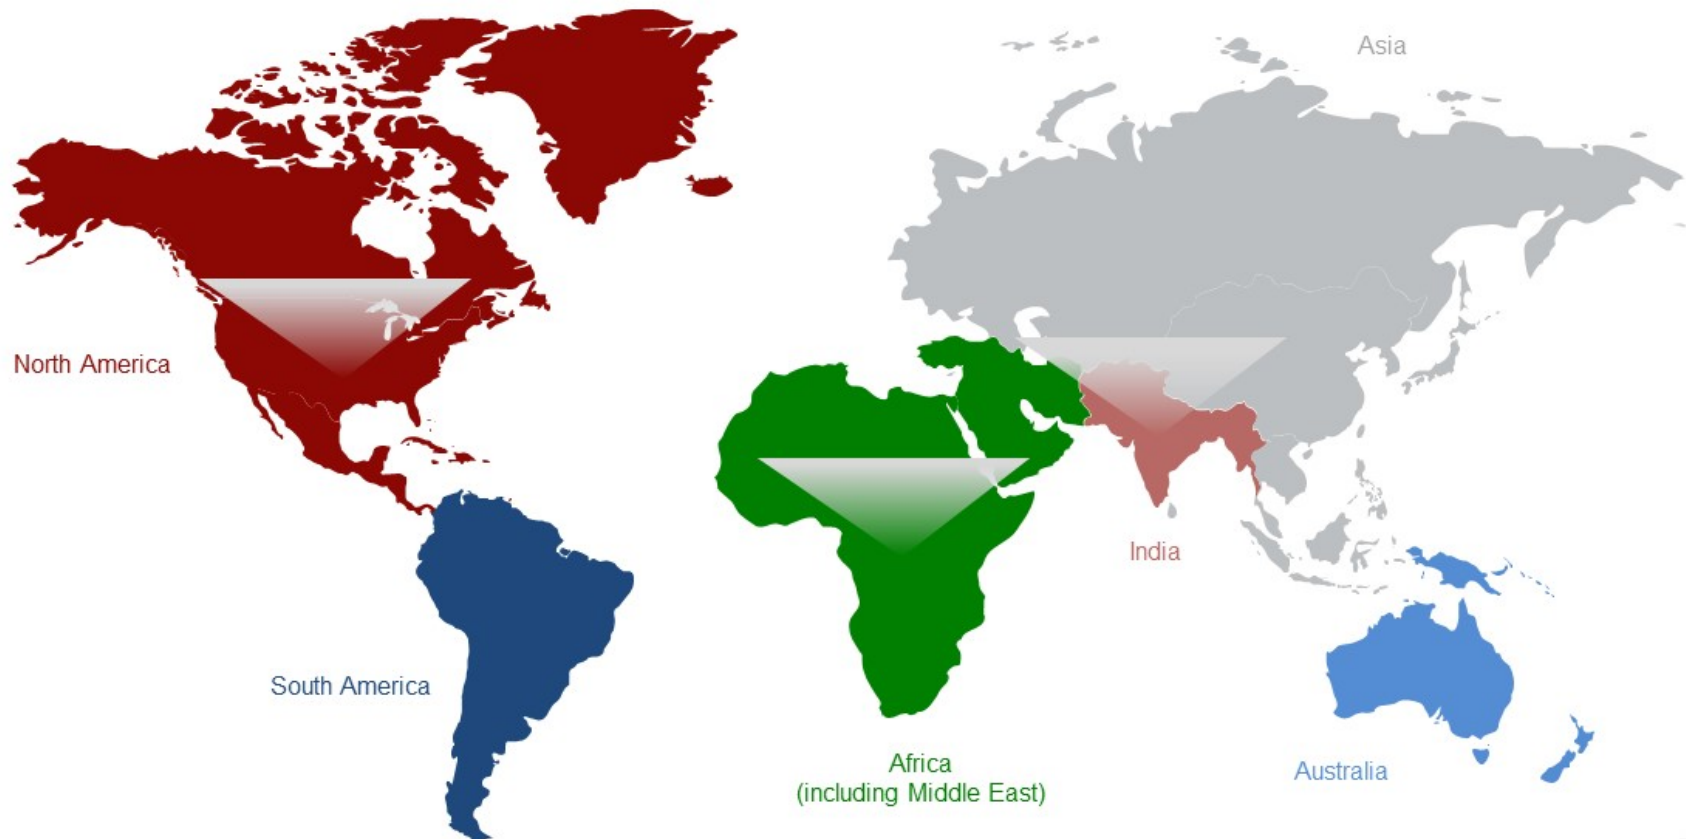 Asia
North America
India
South America
Africa
(including Middle East)
Australia